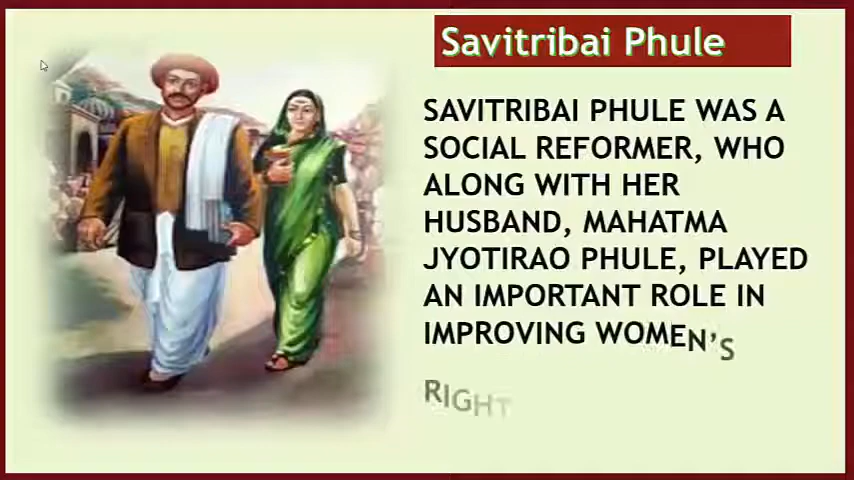 Savitribai Phule
SAVITRIBAI PHULE WAS A
SOCIAL REFORMER, WHO
ALONG WITH HER
HUSBAND, MAHATMA
JYOTIRAO PHULE, PLAYED
AN IMPORTANT ROLE IN
IMPROVING WOMEN’S
RIGHT